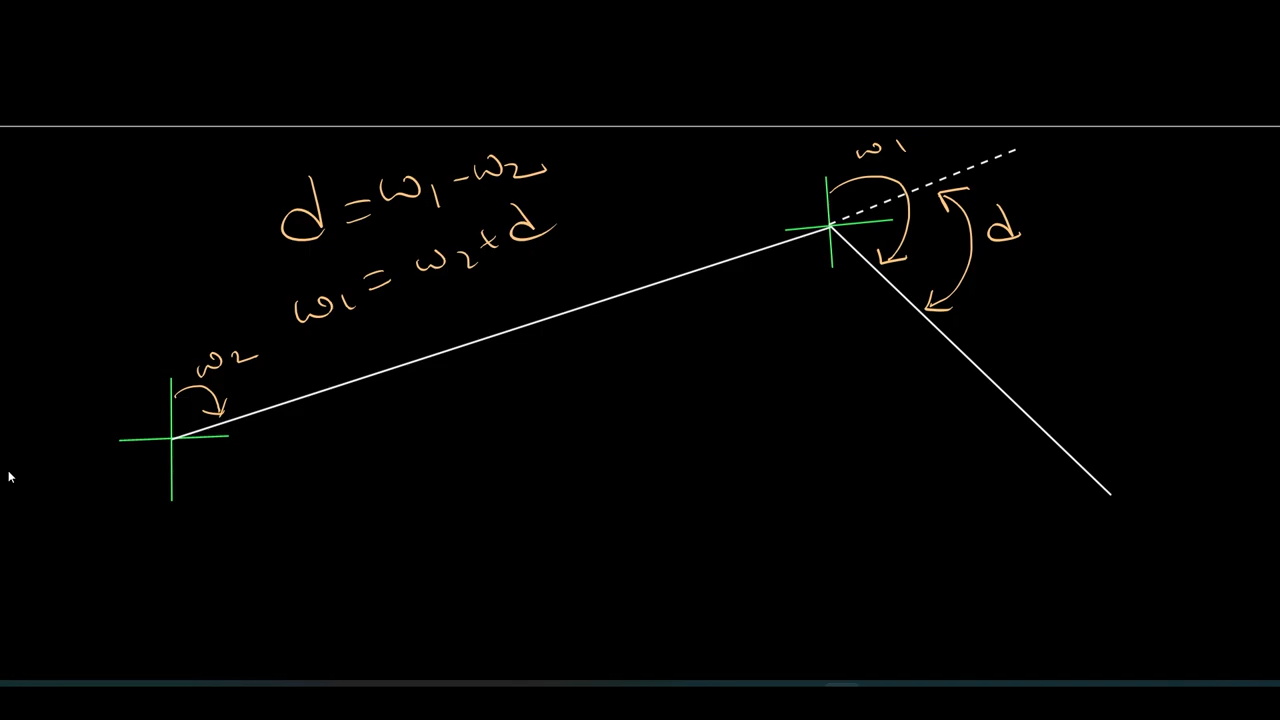 d = ω1 - ω2
ω1 = ω2 + d
ω2
ω1
d